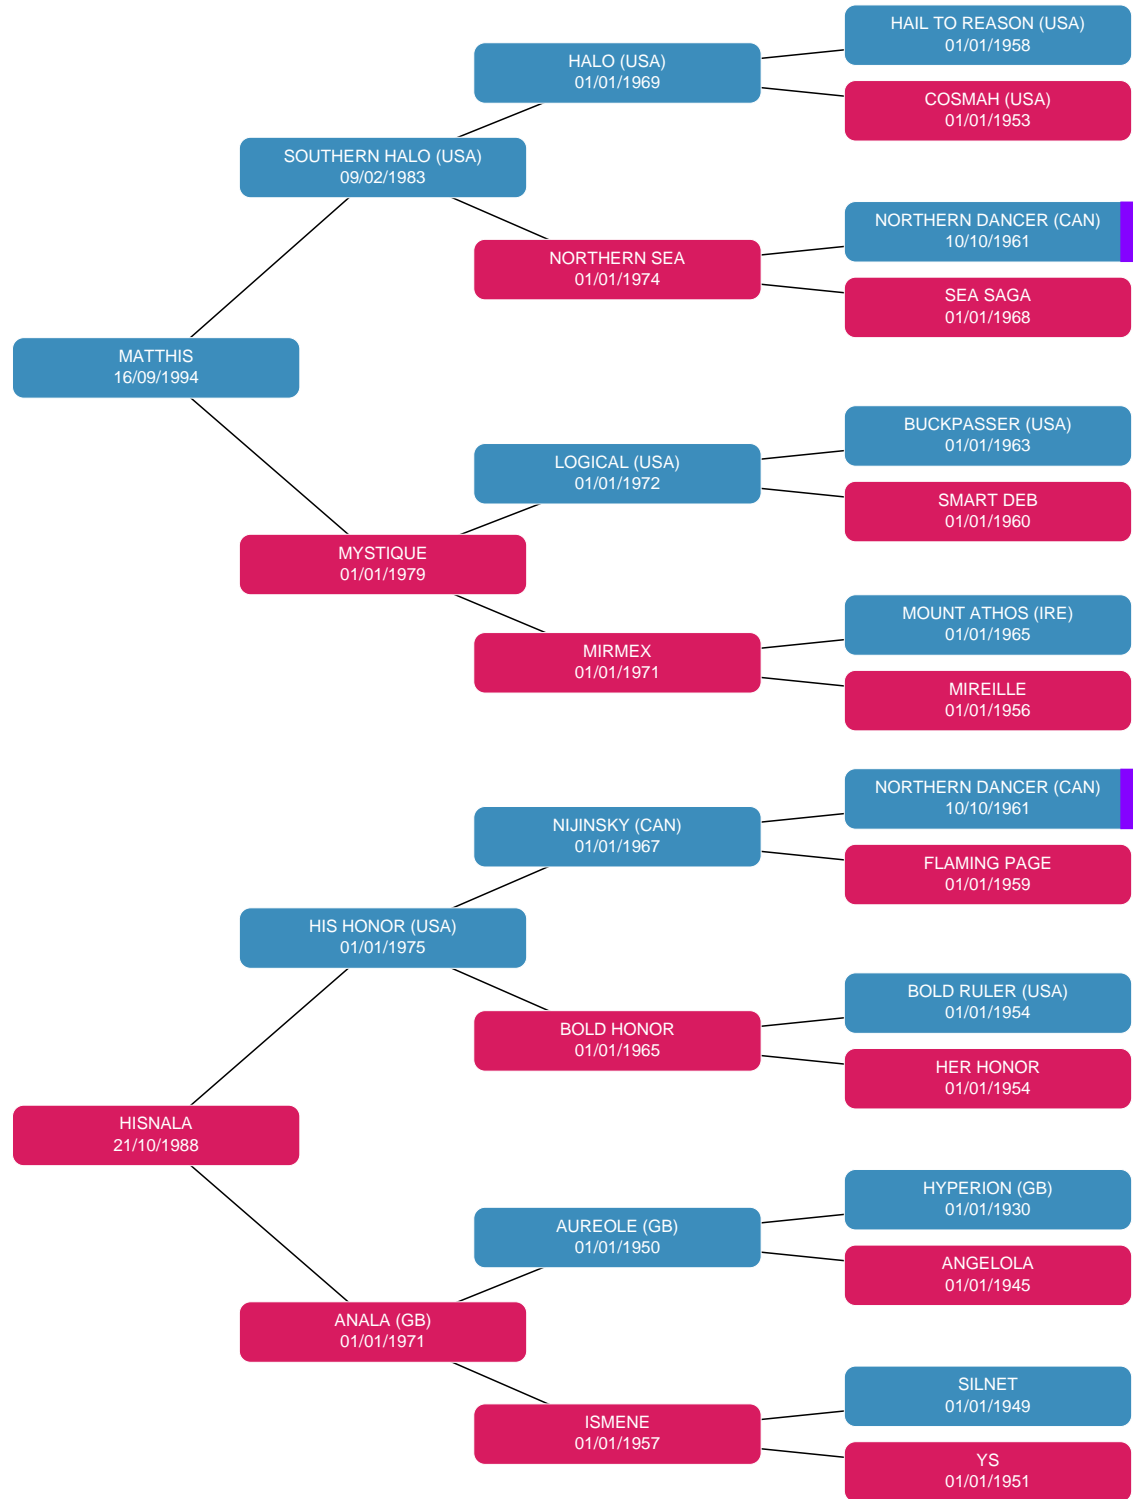 HAIL TO REASON (USA)
01/01/1958
HALO (USA)
01/01/1969
COSMAH (USA)
01/01/1953
SOUTHERN HALO (USA)
09/02/1983
NORTHERN DANCER (CAN)
10/10/1961
NORTHERN SEA
01/01/1974
SEA SAGA
01/01/1968
MATTHIS
16/09/1994
BUCKPASSER (USA)
01/01/1963
LOGICAL (USA)
01/01/1972
SMART DEB
01/01/1960
MYSTIQUE
01/01/1979
MOUNT ATHOS (IRE)
01/01/1965
MIRMEX
01/01/1971
MIREILLE
01/01/1956
NORTHERN DANCER (CAN)
10/10/1961
NIJINSKY (CAN)
01/01/1967
FLAMING PAGE
01/01/1959
HIS HONOR (USA)
01/01/1975
BOLD RULER (USA)
01/01/1954
BOLD HONOR
01/01/1965
HER HONOR
01/01/1954
HISNALA
21/10/1988
HYPERION (GB)
01/01/1930
AUREOLE (GB)
01/01/1950
ANGELOLA
01/01/1945
ANALA (GB)
01/01/1971
SILNET
01/01/1949
ISMENE
01/01/1957
YS
01/01/1951